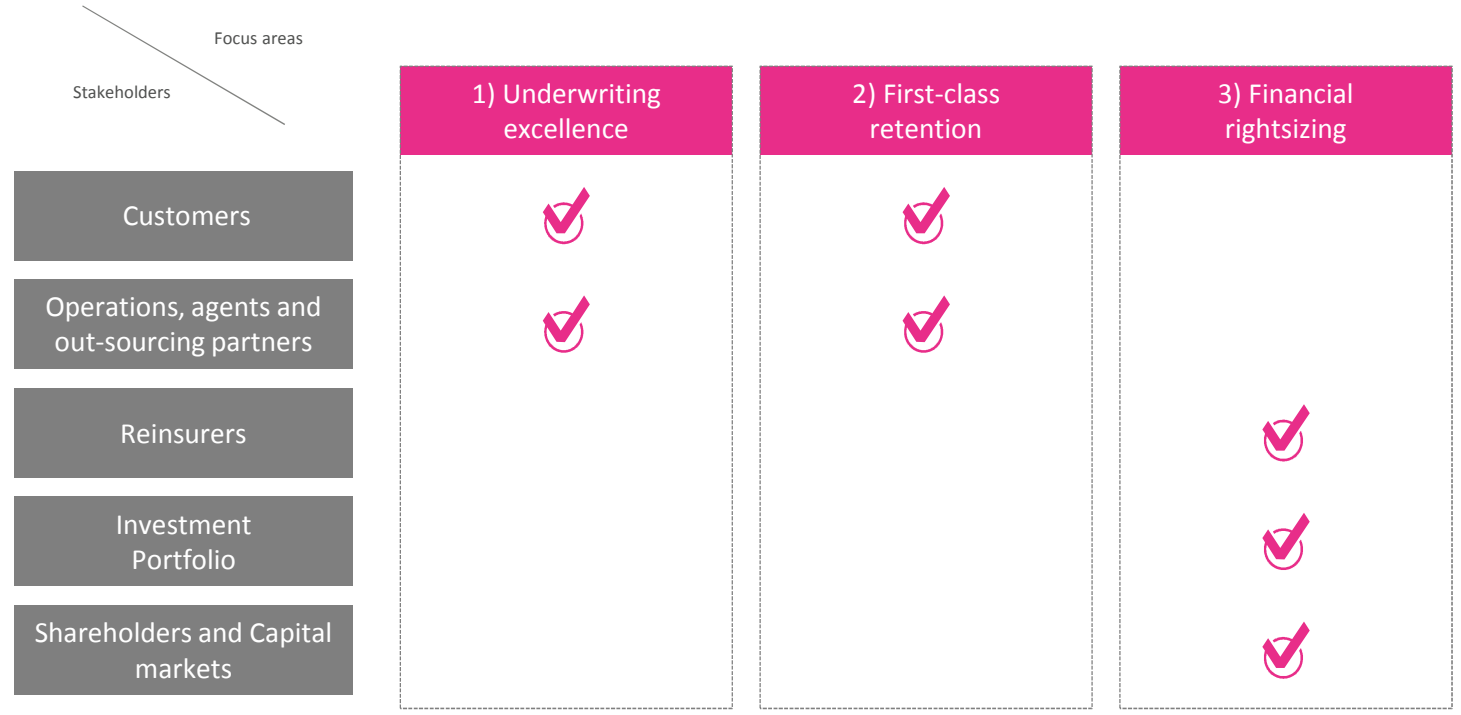 Focus areas
Stakeholders
1) Underwriting
excellence
2) First-class
retention
3) Financial
rightsizing
Customers
Operations, agents and
out-sourcing partners
Reinsurers
Investment
Portfolio
Shareholders and Capital
markets